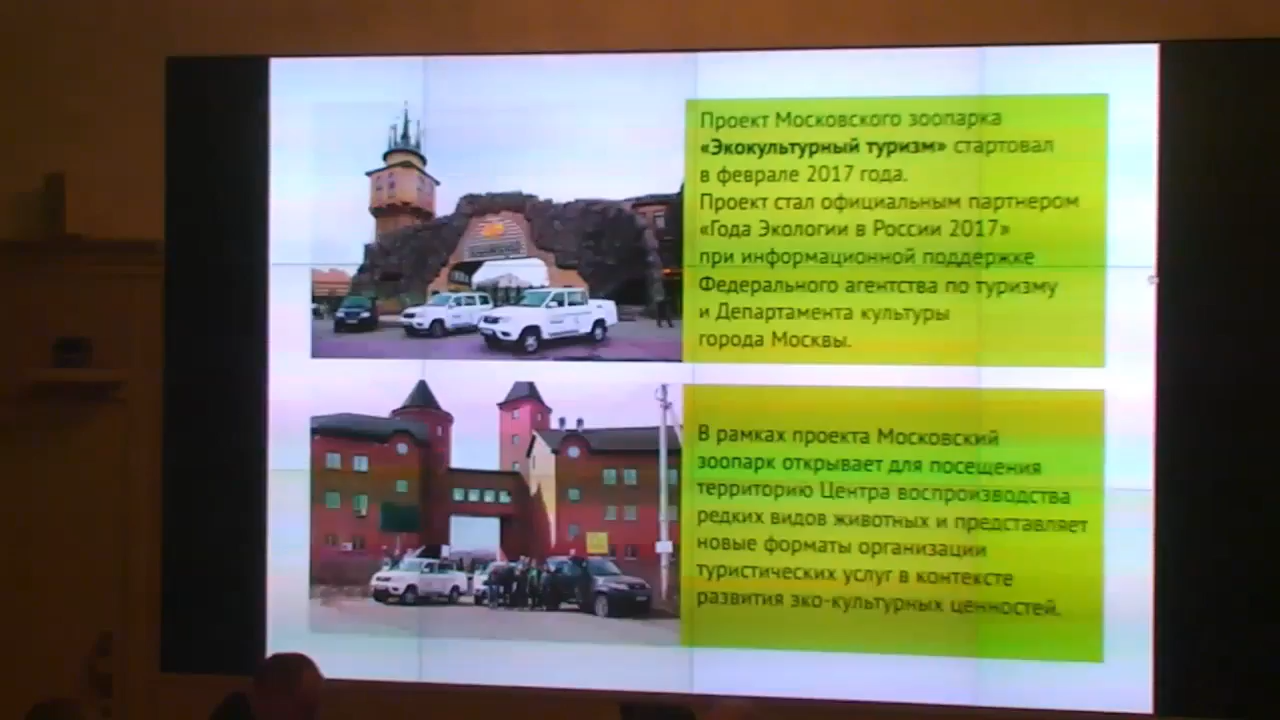 Проект Московского зоопарка
«Экокультурный туризм» стартовал
в феврале 2017 года.
Проект стал официальным партнером
«Года Экологии в России 2017»
при информационной поддержке
Федерального агентства по туризму
и Департамента культуры
города Москвы.
В рамках проекта Московский
зоопарк открывает для посещения
территорию Центра воспроизводства
редких видов животных и представляет
новые форматы организации
туристических услуг в контексте
развития эко-культурных ценностей.